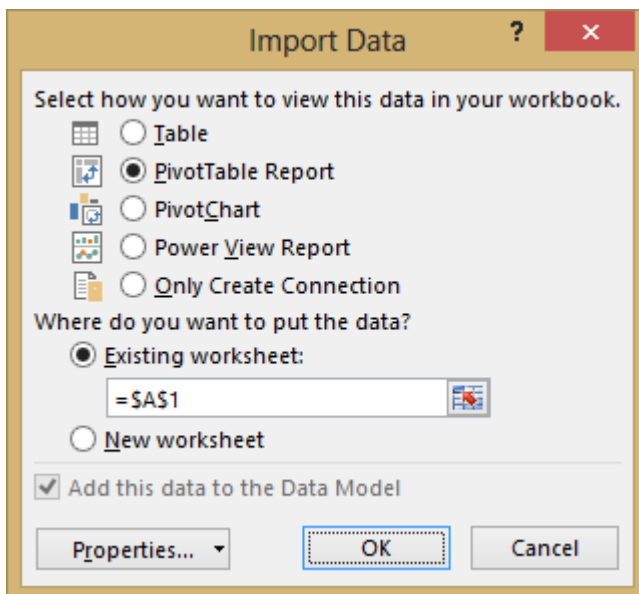 Import Data
?
×
Select how you want to view this data in your workbook.
Table
PivotTable Report
PivotChart
Power View Report
Only Create Connection
Where do you want to put the data?
Existing worksheet:
=$A$1
New worksheet
Add this data to the Data Model
Properties...
OK
Cancel